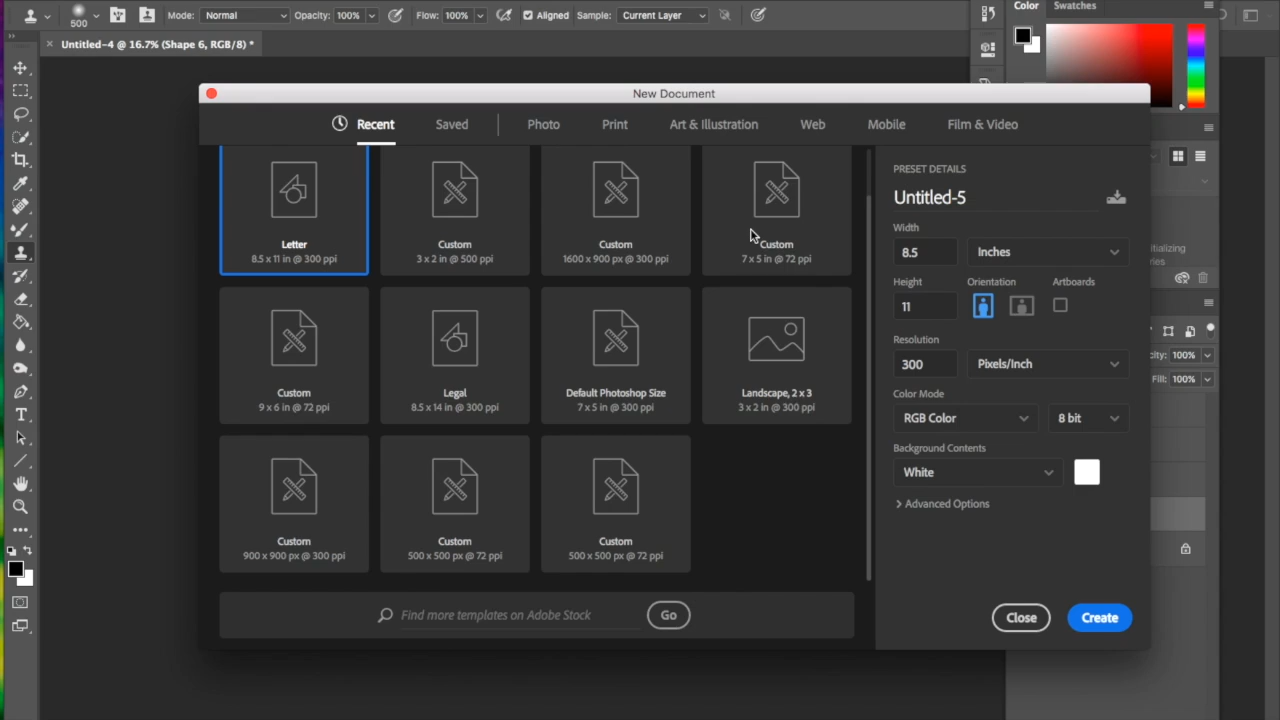 500 Mode: Normal Opacity: 100% Flow: 100% Aligned Sample: Current Layer
Color Swatches
× Untitled-4 @ 16.7% (Shape 6, RGB/8) *
New Document
Recent Saved Photo Print Art & Illustration Web Mobile Film & Video
Letter
8.5 x 11 in @ 300 ppi
Custom
3 x 2 in @ 500 ppi
Custom
1600 x 900 px @ 300 ppi
Custom
7 x 5 in @ 72 ppi
Custom
9 x 6 in @ 72 ppi
Legal
8.5 x 14 in @ 300 ppi
Default Photoshop Size
7 x 5 in @ 300 ppi
Landscape, 2 x 3
3 x 2 in @ 300 ppi
Custom
900 x 900 px @ 300 ppi
Custom
500 x 500 px @ 72 ppi
Custom
500 x 500 px @ 72 ppi
Find more templates on Adobe Stock Go
PRESET DETAILS
Untitled-5
Width
8.5 Inches
Height Orientation Artboards
11
Resolution
300 Pixels/Inch
Color Mode
RGB Color 8 bit
Background Contents
White
Advanced Options
Close Create
itializing
ries
city: 100%
Fill: 100%